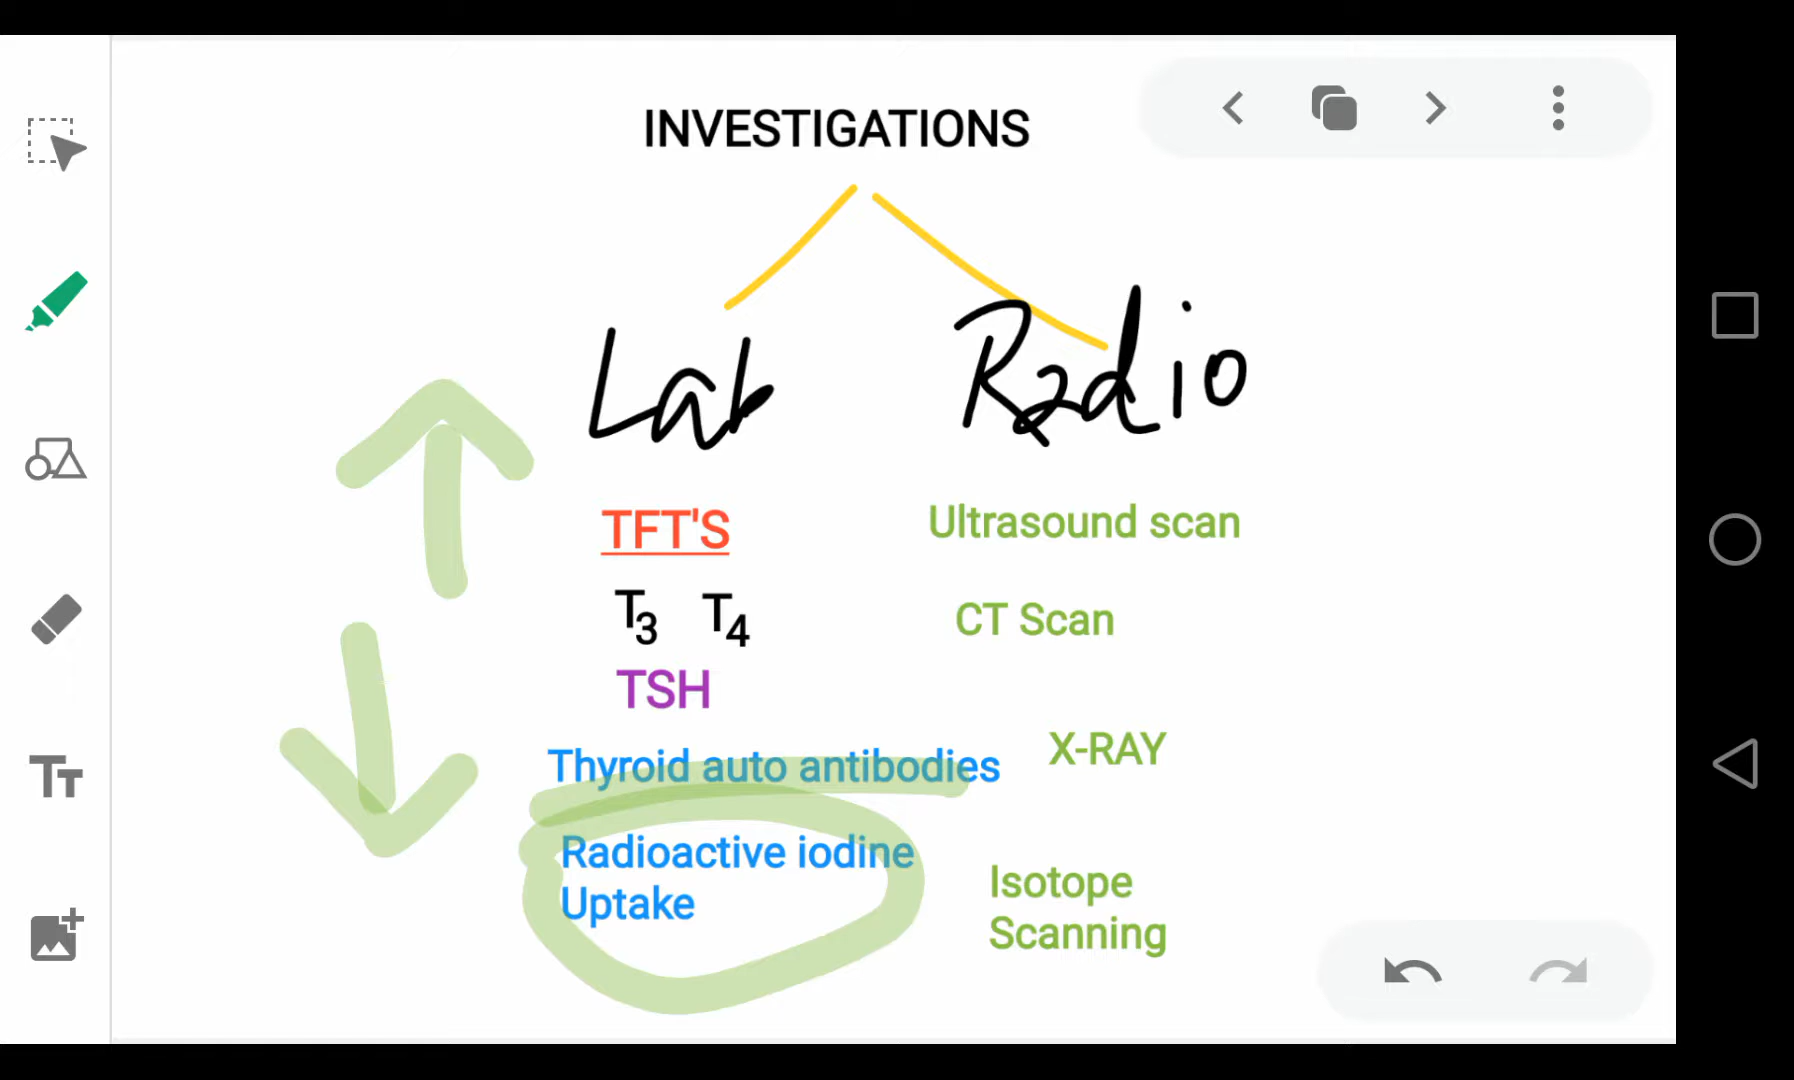 INVESTIGATIONS
Lab
Radio
TFT'S
T3 T4
TSH
Thyroid auto antibodies
Radioactive iodine
Uptake
Ultrasound scan
CT Scan
X-RAY
Isotope
Scanning
TT